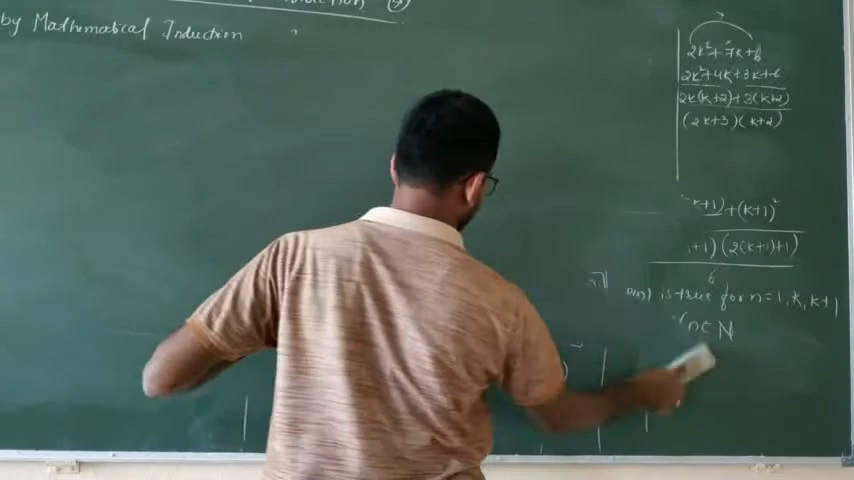 by Mathematical Induction
2k²+7k+6
2k²+4k+3k+6
2k(k+2)+3(k+2)
(2k+3)(k+2)
k+1)+(k+1)²
+1)(2(k+1)+1)
6
is true for n=1, k, k+1
n∈N